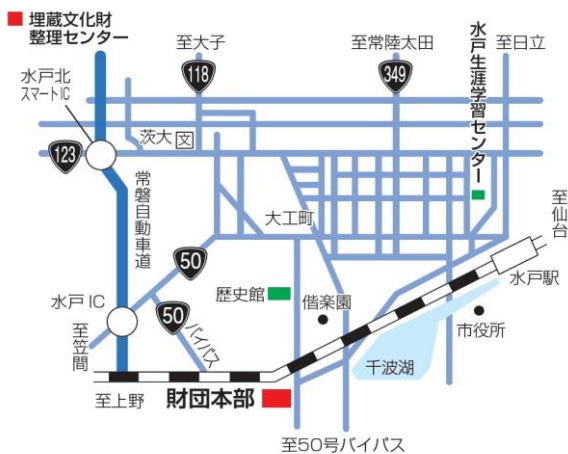 埋蔵文化財
整理センター
至大子
至常陸太田
至日立
水戸生涯学習センター
118
349
水戸北
スマートIC
茨大
文
123
常磐自動車道
大工町
至仙台
50
歴史館
偕楽園
水戸駅
水戸IC
50
バイパス
市役所
至笠間
千波湖
至上野
財団本部
至50号バイパス